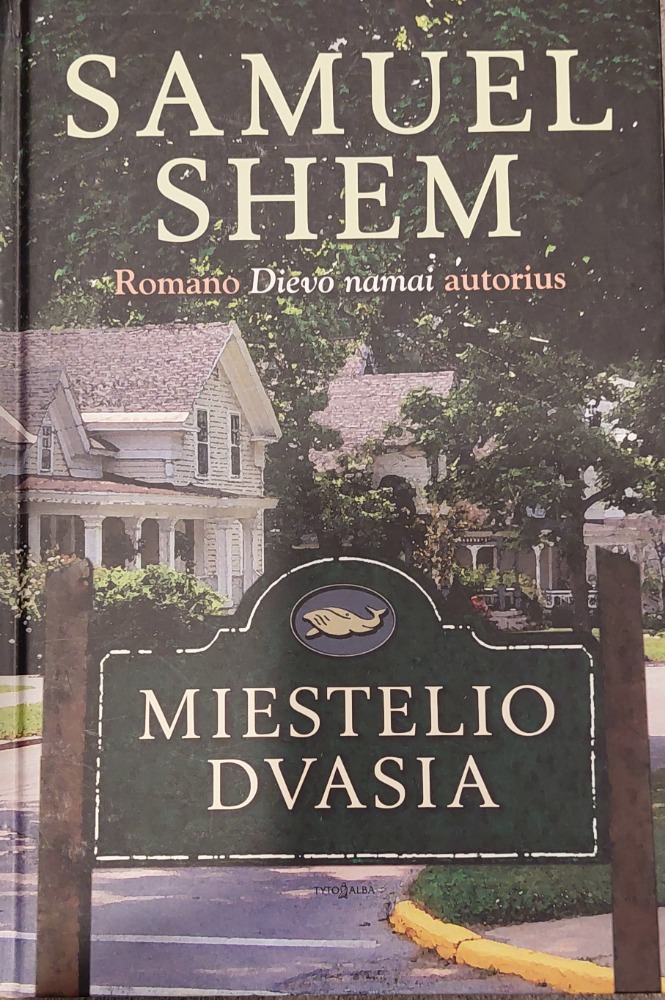 SAMUEL
SHEM
Romano Dievo namai autorius
MIESTELIO
DVASIA
TYTO ALBA